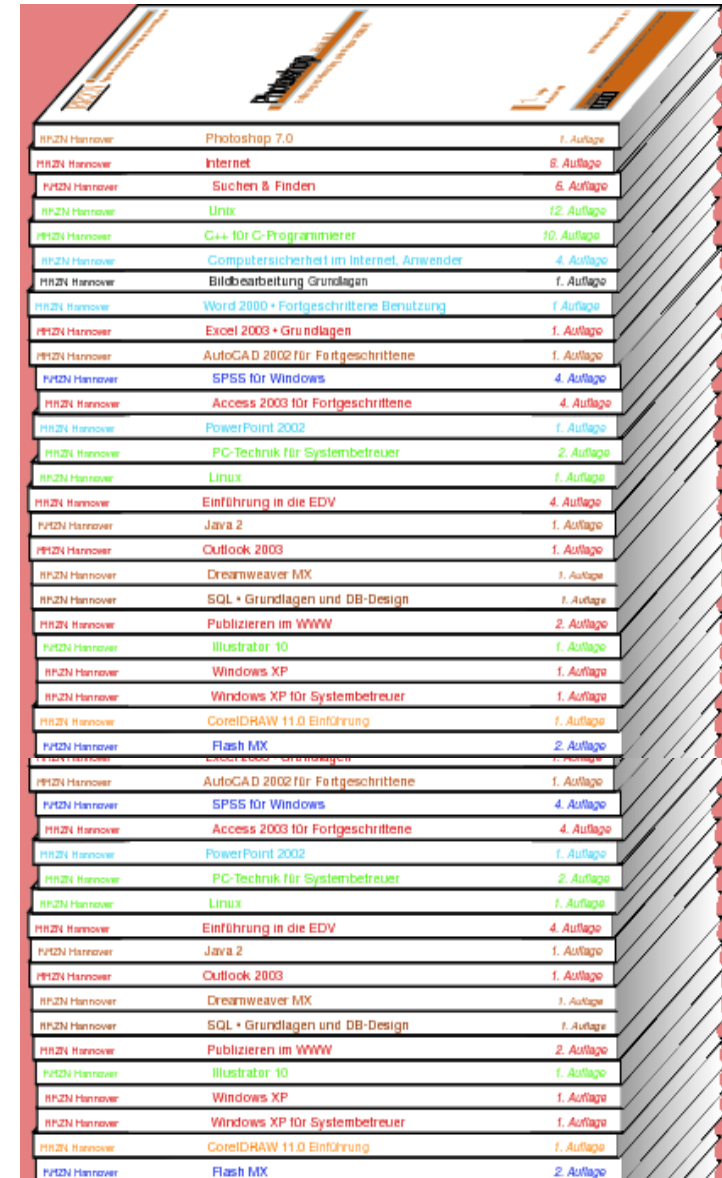 Photoshop
RRZN Hannover Photoshop 7.0 1. Auflage
RRZN Hannover Internet 8. Auflage
RRZN Hannover Suchen & Finden 6. Auflage
RRZN Hannover Unix 12. Auflage
RRZN Hannover C++ für C-Programmierer 10. Auflage
RRZN Hannover Computersicherheit im Internet, Anwender 4. Auflage
RRZN Hannover Bildbearbeitung Grundlagen 1. Auflage
RRZN Hannover Word 2000 • Fortgeschrittene Benutzung 1 Auflage
RRZN Hannover Excel 2003 • Grundlagen 1. Auflage
RRZN Hannover AutoCAD 2002 für Fortgeschrittene 1. Auflage
RRZN Hannover SPSS für Windows 4. Auflage
RRZN Hannover Access 2003 für Fortgeschrittene 4. Auflage
RRZN Hannover PowerPoint 2002 1. Auflage
RRZN Hannover PC-Technik für Systembetreuer 2. Auflage
RRZN Hannover Linux 1. Auflage
RRZN Hannover Einführung in die EDV 4. Auflage
RRZN Hannover Java 2 1. Auflage
RRZN Hannover Outlook 2003 1. Auflage
RRZN Hannover Dreamweaver MX 1. Auflage
RRZN Hannover SQL • Grundlagen und DB-Design 1. Auflage
RRZN Hannover Publizieren im WWW 2. Auflage
RRZN Hannover Illustrator 10 1. Auflage
RRZN Hannover Windows XP 1. Auflage
RRZN Hannover Windows XP für Systembetreuer 1. Auflage
RRZN Hannover CorelDRAW 11.0 Einführung 1. Auflage
RRZN Hannover Flash MX 2. Auflage
RRZN Hannover Excel 2003 • Grundlagen 1. Auflage
RRZN Hannover AutoCAD 2002 für Fortgeschrittene 1. Auflage
RRZN Hannover SPSS für Windows 4. Auflage
RRZN Hannover Access 2003 für Fortgeschrittene 4. Auflage
RRZN Hannover PowerPoint 2002 1. Auflage
RRZN Hannover PC-Technik für Systembetreuer 2. Auflage
RRZN Hannover Linux 1. Auflage
RRZN Hannover Einführung in die EDV 4. Auflage
RRZN Hannover Java 2 1. Auflage
RRZN Hannover Outlook 2003 1. Auflage
RRZN Hannover Dreamweaver MX 1. Auflage
RRZN Hannover SQL • Grundlagen und DB-Design 1. Auflage
RRZN Hannover Publizieren im WWW 2. Auflage
RRZN Hannover Illustrator 10 1. Auflage
RRZN Hannover Windows XP 1. Auflage
RRZN Hannover Windows XP für Systembetreuer 1. Auflage
RRZN Hannover CorelDRAW 11.0 Einführung 1. Auflage
RRZN Hannover Flash MX 2. Auflage